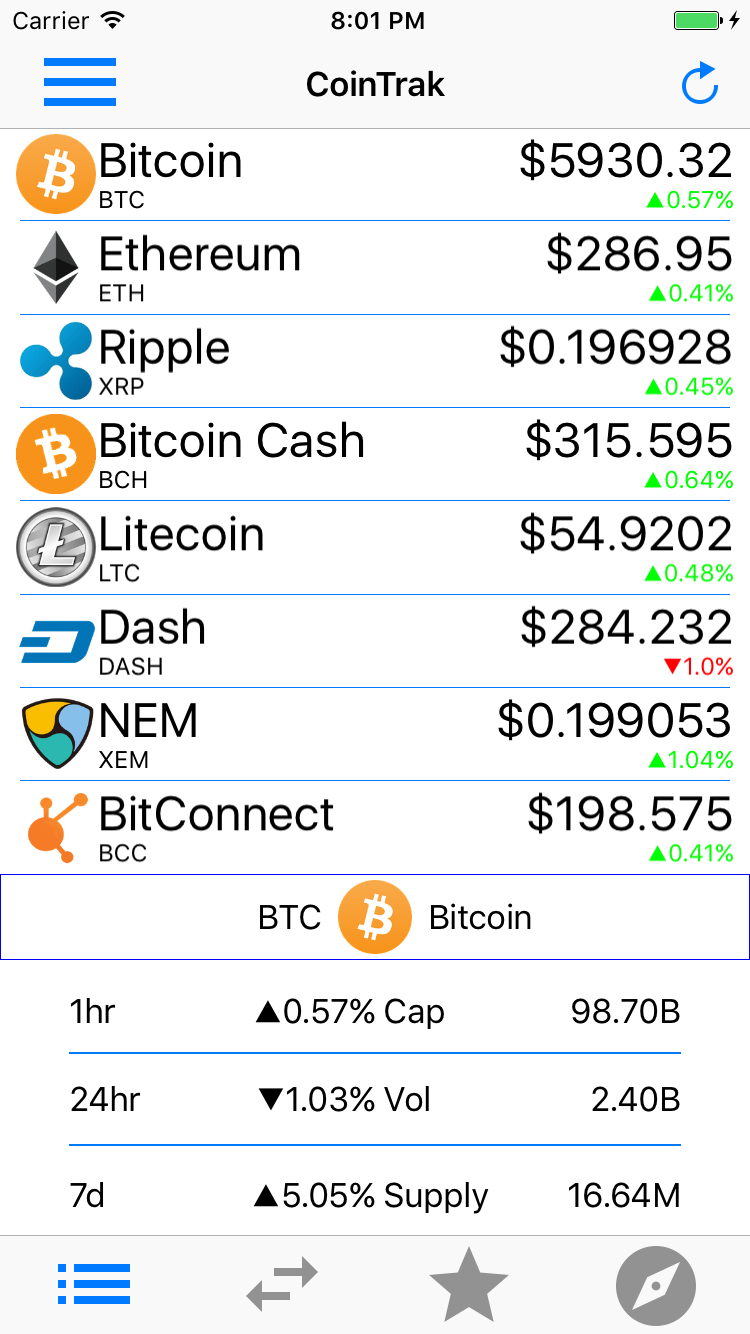 Carrier 8:01 PM
CoinTrak
Bitcoin $5930.32
BTC ▲0.57%
Ethereum $286.95
ETH ▲0.41%
Ripple $0.196928
XRP ▲0.45%
Bitcoin Cash $315.595
BCH ▲0.64%
Litecoin $54.9202
LTC ▲0.48%
Dash $284.232
DASH ▼1.0%
NEM $0.199053
XEM ▲1.04%
BitConnect $198.575
BCC ▲0.41%
BTC Bitcoin
1hr ▲0.57% Cap 98.70B
24hr ▼1.03% Vol 2.40B
7d ▲5.05% Supply 16.64M